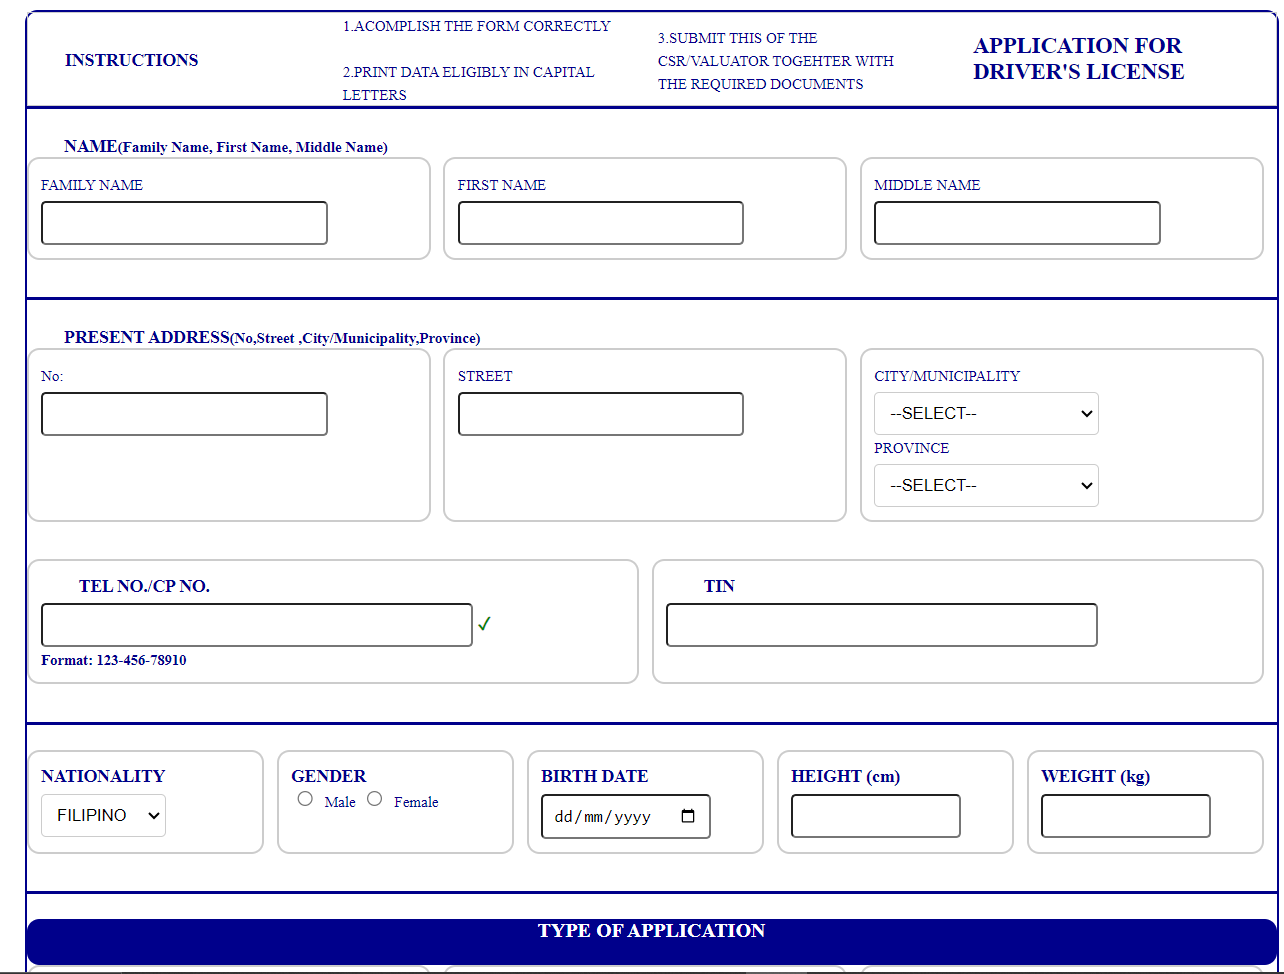 INSTRUCTIONS
1.ACOMPLISH THE FORM CORRECTLY
2.PRINT DATA ELIGIBLY IN CAPITAL
LETTERS
3.SUBMIT THIS OF THE
CSR/VALUATOR TOGEHTER WITH
THE REQUIRED DOCUMENTS
APPLICATION FOR
DRIVER'S LICENSE
NAME(Family Name, First Name, Middle Name)
FAMILY NAME
FIRST NAME
MIDDLE NAME
PRESENT ADDRESS(No,Street ,City/Municipality,Province)
No:
STREET
CITY/MUNICIPALITY
--SELECT--
PROVINCE
--SELECT--
TEL NO./CP NO.
✓
Format: 123-456-78910
TIN
NATIONALITY
FILIPINO
GENDER
Male Female
BIRTH DATE
dd/mm/yyyy
HEIGHT (cm)
WEIGHT (kg)
TYPE OF APPLICATION